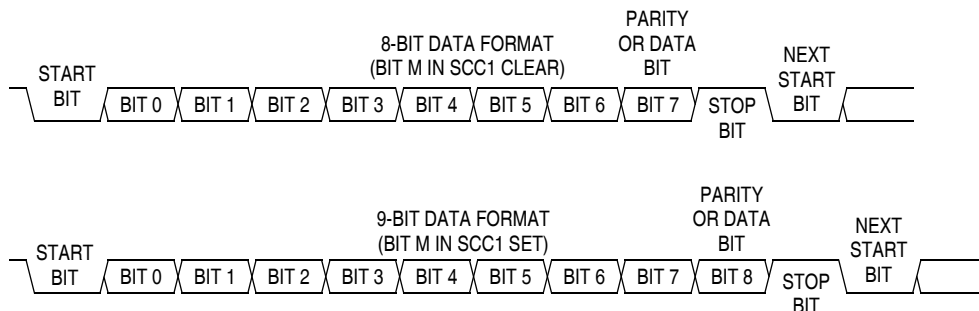 8-BIT DATA FORMAT
(BIT M IN SCC1 CLEAR)
PARITY
OR DATA
BIT
START
BIT
BIT 0 BIT 1 BIT 2 BIT 3 BIT 4 BIT 5 BIT 6 BIT 7
STOP
BIT
NEXT
START
BIT
9-BIT DATA FORMAT
(BIT M IN SCC1 SET)
PARITY
OR DATA
BIT
START
BIT
BIT 0 BIT 1 BIT 2 BIT 3 BIT 4 BIT 5 BIT 6 BIT 7 BIT 8
STOP
BIT
NEXT
START
BIT